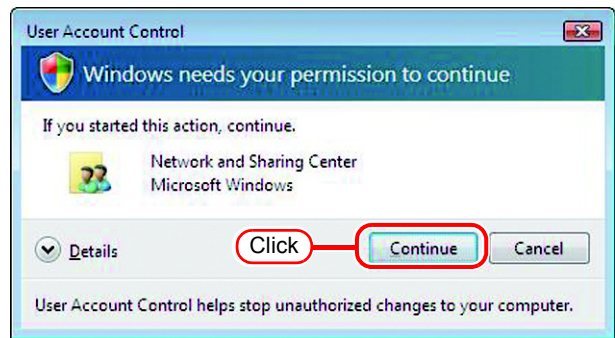 User Account Control
Windows needs your permission to continue
If you started this action, continue.
Network and Sharing Center
Microsoft Windows
Details
Click
Continue
Cancel
User Account Control helps stop unauthorized changes to your computer.